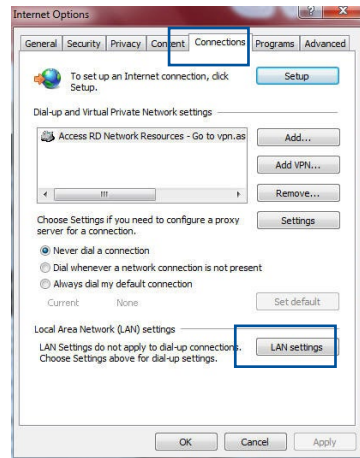 Internet Options
General Security Privacy Content Connections Programs Advanced
To set up an Internet connection, click
Setup.
Setup
Dial-up and Virtual Private Network settings
Access RD Network Resources - Go to vpn.as
Add...
Add VPN...
Remove...
Choose Settings if you need to configure a proxy
server for a connection.
Settings
Never dial a connection
Dial whenever a network connection is not present
Always dial my default connection
Current None
Set default
Local Area Network (LAN) settings
LAN Settings do not apply to dial-up connections.
Choose Settings above for dial-up settings.
LAN settings
OK Cancel Apply